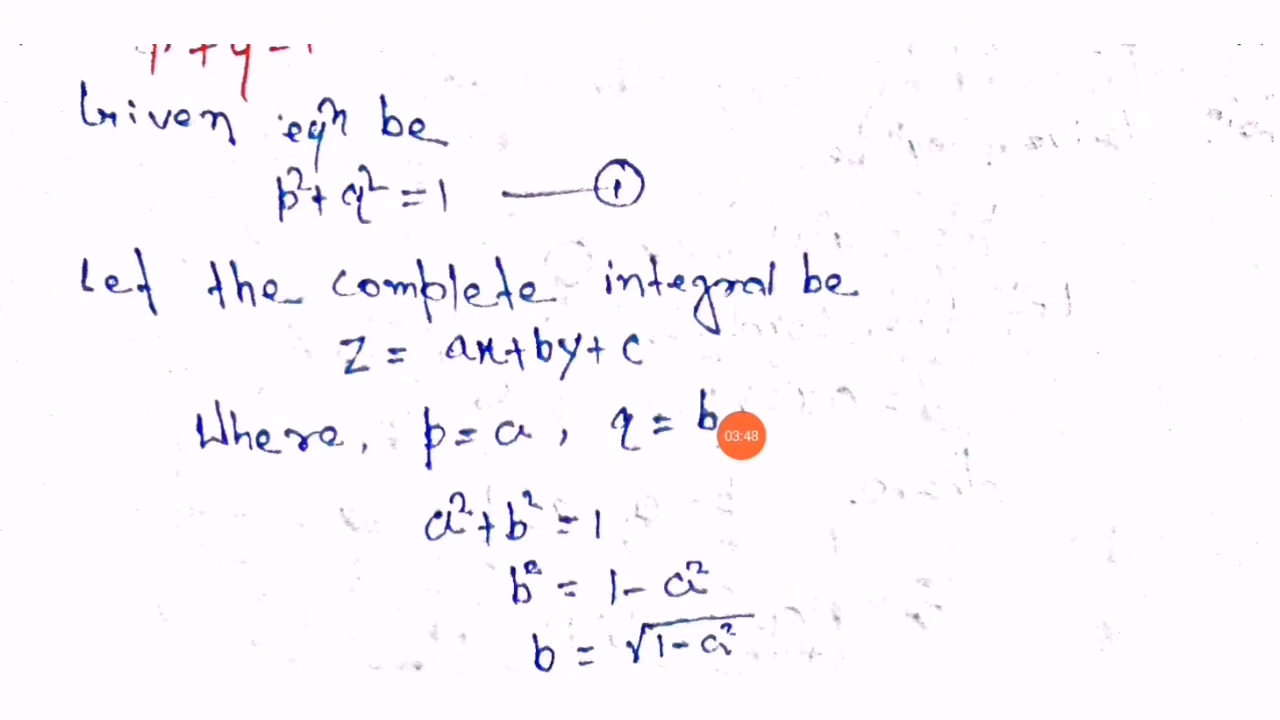 Given eqn be
p²+q²=1 ——— ①
Let the complete integral be
Z = ax+by+c
Where, p=a, q=b
03:48
a²+b²=1
b²=1-a²
b=√1-a²